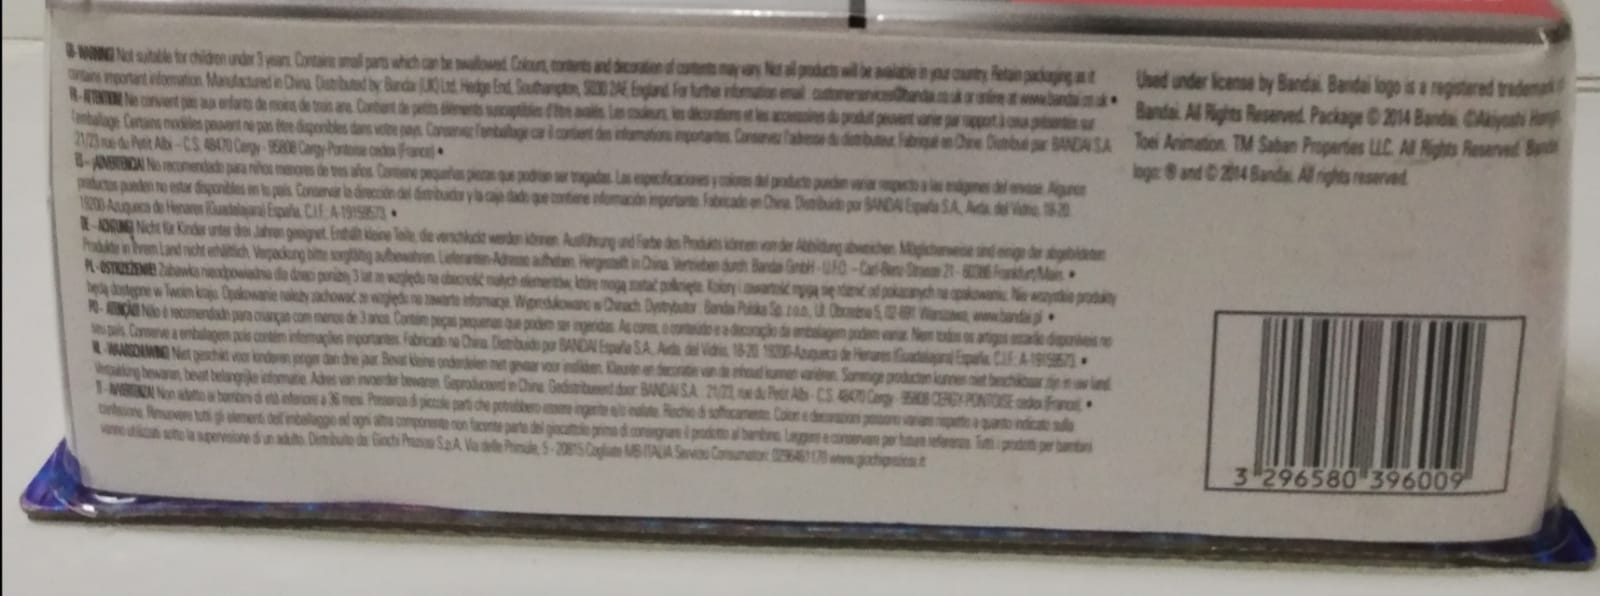 GB - WARNING! Not suitable for children under 3 years. Contains small parts which can be swallowed. Colours, contents and decoration of contents may vary. Not all products will be available in your country. Retain packaging as it
contains important information. Manufactured in China. Distributed by: Bandai (UK) Ltd. Hedge End, Southampton, England. For further information email : customerservices@bandai.co.uk or online at www.bandai.co.uk •
FR - ATTENTION! Ne convient pas aux enfants de moins de trois ans. Contient de petits éléments susceptibles d'être avalés. Les couleurs, les décorations et les accessoires du produit peuvent varier par rapport à ceux présentés sur
l'emballage. Certains modèles peuvent ne pas être disponibles dans votre pays. Conservez l'emballage car il contient des informations importantes. Conservez l'adresse du distributeur. Fabriqué en Chine. Distribué par: BANDAI S.A.
21/23 rue du Petit Albi - C.S. 48470 Cergy - 95808 Cergy-Pontoise cedex (France) •
ES - ¡ADVERTENCIA! No recomendado para niños menores de tres años. Contiene pequeñas piezas que podrían ser tragadas. Las especificaciones y colores del producto pueden variar respecto a las imágenes del envase. Algunos
productos pueden no estar disponibles en tu país. Conservar la dirección del distribuidor y la caja dado que contiene información importante. Fabricado en China. Distribuido por BANDAI España S.A., Avda. del Vidrio, 18-20.
19200-Azuqueca de Henares (Guadalajara) España. C.I.F.: A-19159573. •
DE - ACHTUNG! Nicht für Kinder unter drei Jahren geeignet. Enthält kleine Teile, die verschluckt werden können. Ausführung und Farbe des Produkts können von der Abbildung abweichen. Möglicherweise sind einige der abgebildeten
Produkte in Ihrem Land nicht erhältlich. Verpackung bitte sorgfältig aufbewahren. Lieferanten-Adresse aufheben. Hergestellt in China. Vertrieben durch: Bandai GmbH - U.F.O. - Carl-Benz-Strasse 21 - Frankfurt/Main. •
PL - OSTRZEŻENIE! Zabawka nieodpowiednia dla dzieci poniżej 3 lat ze względu na obecność małych elementów, które mogą zostać połknięte. Kolory i zawartość mogą się różnić od pokazanych na opakowaniu. Nie wszystkie produkty
będą dostępne w Twoim kraju. Opakowanie należy zachować ze względu na zawarte informacje. Wyprodukowano w Chinach. Dystrybutor : Bandai Polska Sp. z o.o., Ul. Obrzeżna 5, 02-691 Warszawa, www.bandai.pl •
PO - ATENÇÃO! Não é recomendado para crianças com menos de 3 anos. Contém peças pequenas que podem ser ingeridas. As cores, o conteúdo e a decoração da embalagem podem variar. Nem todos os artigos estarão disponíveis no
seu país. Conserve a embalagem pois contém informações importantes. Fabricado na China. Distribuído por BANDAI España S.A., Avda. del Vidrio, 18-20. 19200-Azuqueca de Henares (Guadalajara) España. C.I.F.: A-19159573. •
NL - WAARSCHUWING! Niet geschikt voor kinderen jonger dan drie jaar. Bevat kleine onderdelen met gevaar voor inslikken. Kleuren en decoratie van de inhoud kunnen variëren. Sommige producten kunnen niet beschikbaar zijn in uw land.
Verpakking bewaren, bevat belangrijke informatie. Adres van invoerder bewaren. Geproduceerd in China. Gedistribueerd door: BANDAI S.A. 21/23, rue du Petit Albi - C.S. 48470 Cergy - 95808 CERGY-PONTOISE cedex (France). •
IT - AVVERTENZA! Non adatto ai bambini di età inferiore a 36 mesi. Presenza di piccole parti che potrebbero essere ingerite e/o inalate. Rischio di soffocamento. Colori e decorazioni possono variare rispetto a quanto indicato sulla
confezione. Rimuovere tutti gli elementi dell'imballaggio ed ogni altra componente non facente parte del giocattolo prima di consegnare il prodotto al bambino. Leggere e conservare per future referenze. Tutti i prodotti per bambini
vanno utilizzati sotto la supervisione di un adulto. Distribuito da: Giochi Preziosi S.p.A. Via delle Primule, 5 - 20815 Cogliate MB ITALIA Servizio Consumatori: 0296461178 www.giochipreziosi.it
Used under license by Bandai. Bandai logo is a registered trademark
Bandai. All Rights Reserved. Package © 2014 Bandai. ©Akiyoshi
Toei Animation. TM Saban Properties LLC. All Rights Reserved. Bandai
logo: ® and © 2014 Bandai. All rights reserved.
3 296580 396009